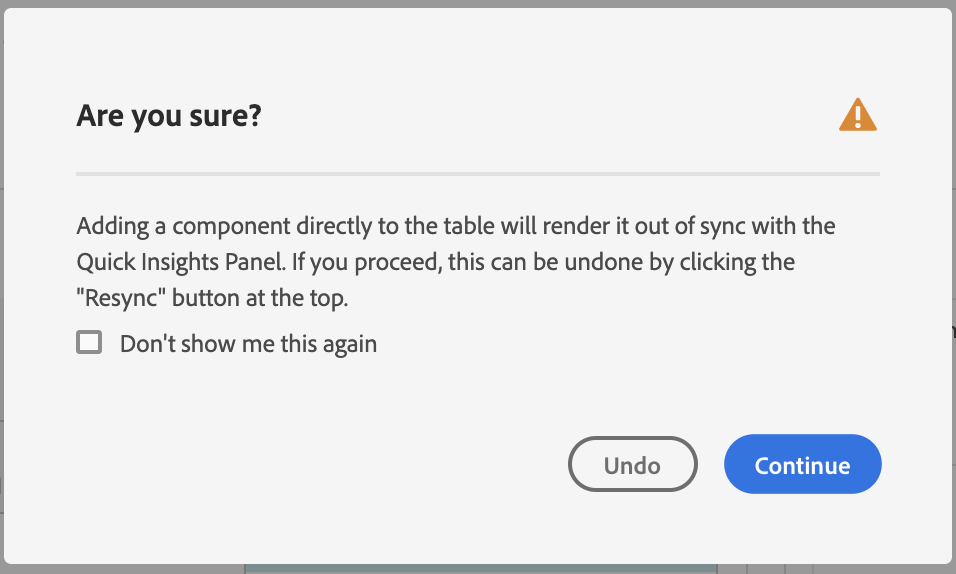 Are you sure?
Adding a component directly to the table will render it out of sync with the
Quick Insights Panel. If you proceed, this can be undone by clicking the
"Resync" button at the top.
Don't show me this again
Undo
Continue